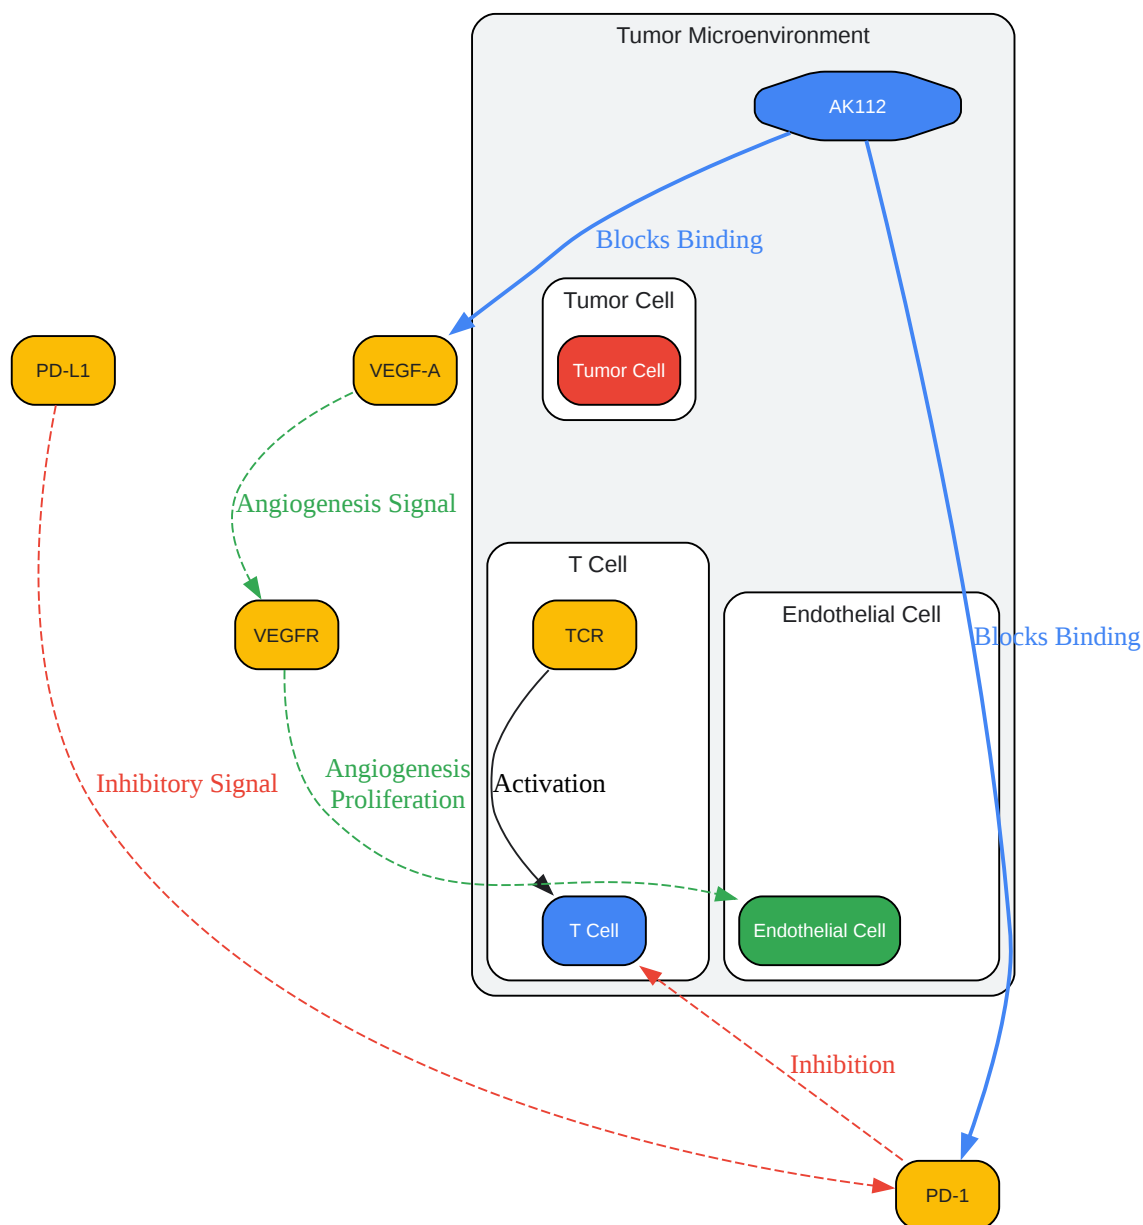 Tumor Microenvironment
AK112
Blocks Binding
Tumor Cell
PD-L1
VEGF-A
Tumor Cell
Angiogenesis Signal
T Cell
Endothelial Cell
VEGFR
TCR
Blocks Binding
Inhibitory Signal
Angiogenesis
Proliferation
Activation
T Cell
Endothelial Cell
Inhibition
PD-1